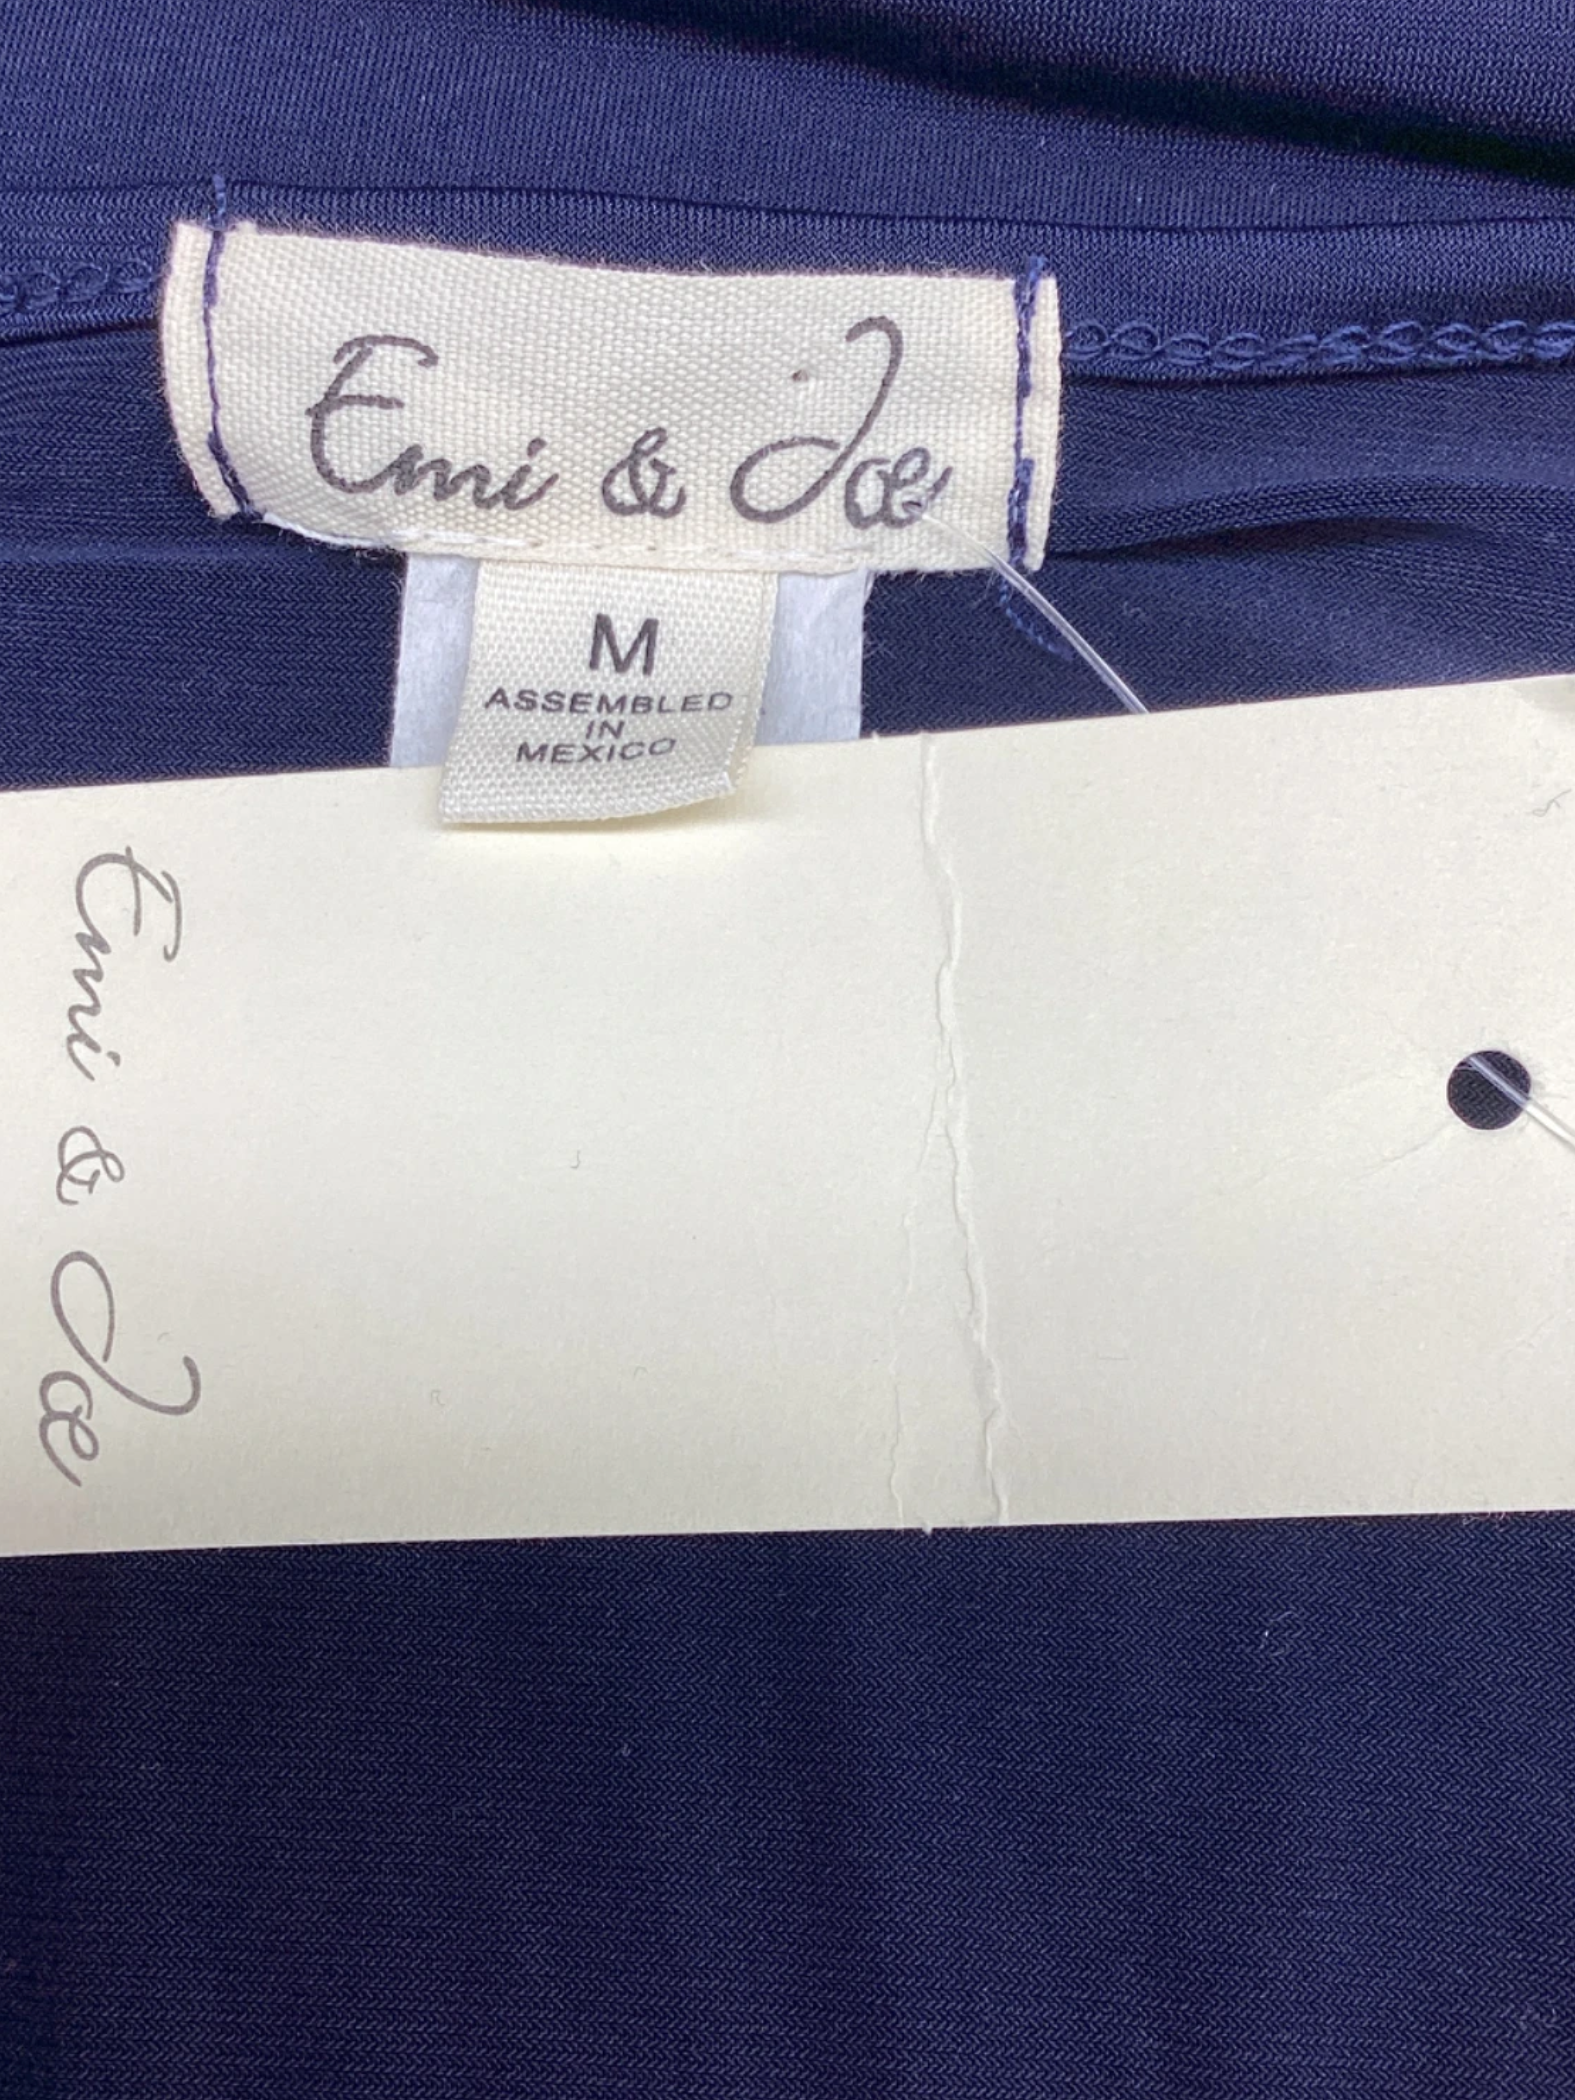 Emi & Joe
M
ASSEMBLED
IN
MEXICO
Emi & Joe